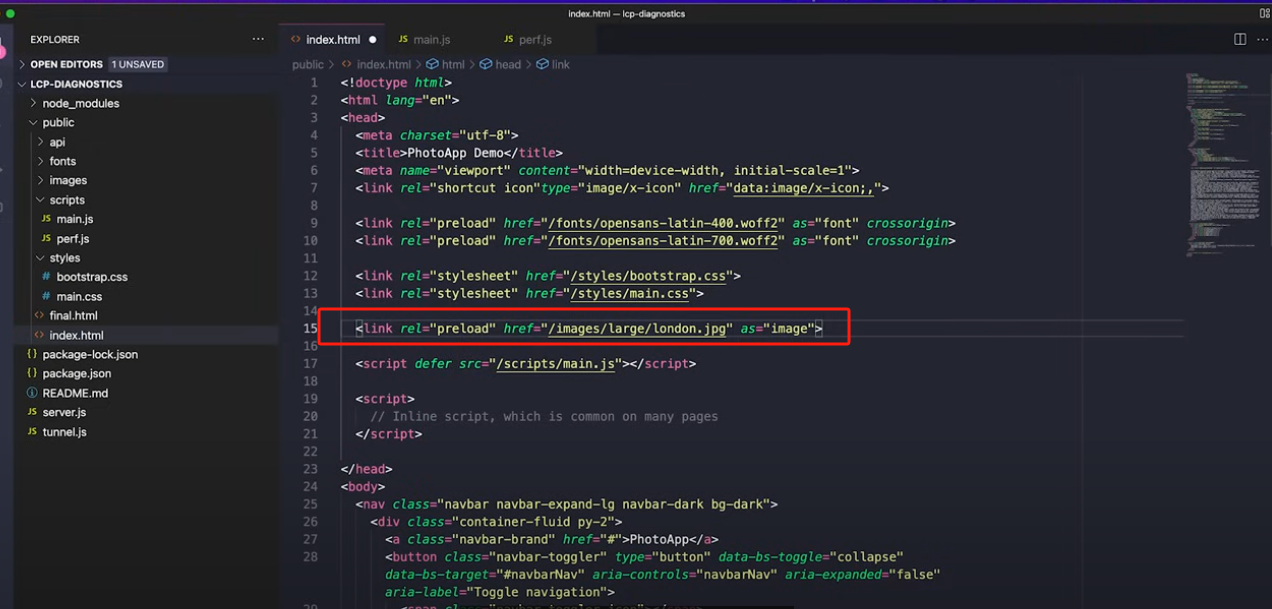 index.html — lcp-diagnostics
EXPLORER
OPEN EDITORS 1 UNSAVED
LCP-DIAGNOSTICS
node_modules
public
api
fonts
images
scripts
JS main.js
JS perf.js
styles
# bootstrap.css
# main.css
<> final.html
<> index.html
{} package-lock.json
{} package.json
README.md
JS server.js
JS tunnel.js
<> index.html
JS main.js
JS perf.js
public > <> index.html > html > head > link
1 <!doctype html>
2 <html lang="en">
3 <head>
4 <meta charset="utf-8">
5 <title>PhotoApp Demo</title>
6 <meta name="viewport" content="width=device-width, initial-scale=1">
7 <link rel="shortcut icon"type="image/x-icon" href="data:image/x-icon;,">
8
9 <link rel="preload" href="/fonts/opensans-latin-400.woff2" as="font" crossorigin>
10 <link rel="preload" href="/fonts/opensans-latin-700.woff2" as="font" crossorigin>
11
12 <link rel="stylesheet" href="/styles/bootstrap.css">
13 <link rel="stylesheet" href="/styles/main.css">
14
15 <link rel="preload" href="/images/large/london.jpg" as="image">
16
17 <script defer src="/scripts/main.js"></script>
18
19 <script>
20 // Inline script, which is common on many pages
21 </script>
22
23 </head>
24 <body>
25 <nav class="navbar navbar-expand-lg navbar-dark bg-dark">
26 <div class="container-fluid py-2">
27 <a class="navbar-brand" href="#">PhotoApp</a>
28 <button class="navbar-toggler" type="button" data-bs-toggle="collapse"
data-bs-target="#navbarNav" aria-controls="navbarNav" aria-expanded="false"
aria-label="Toggle navigation">